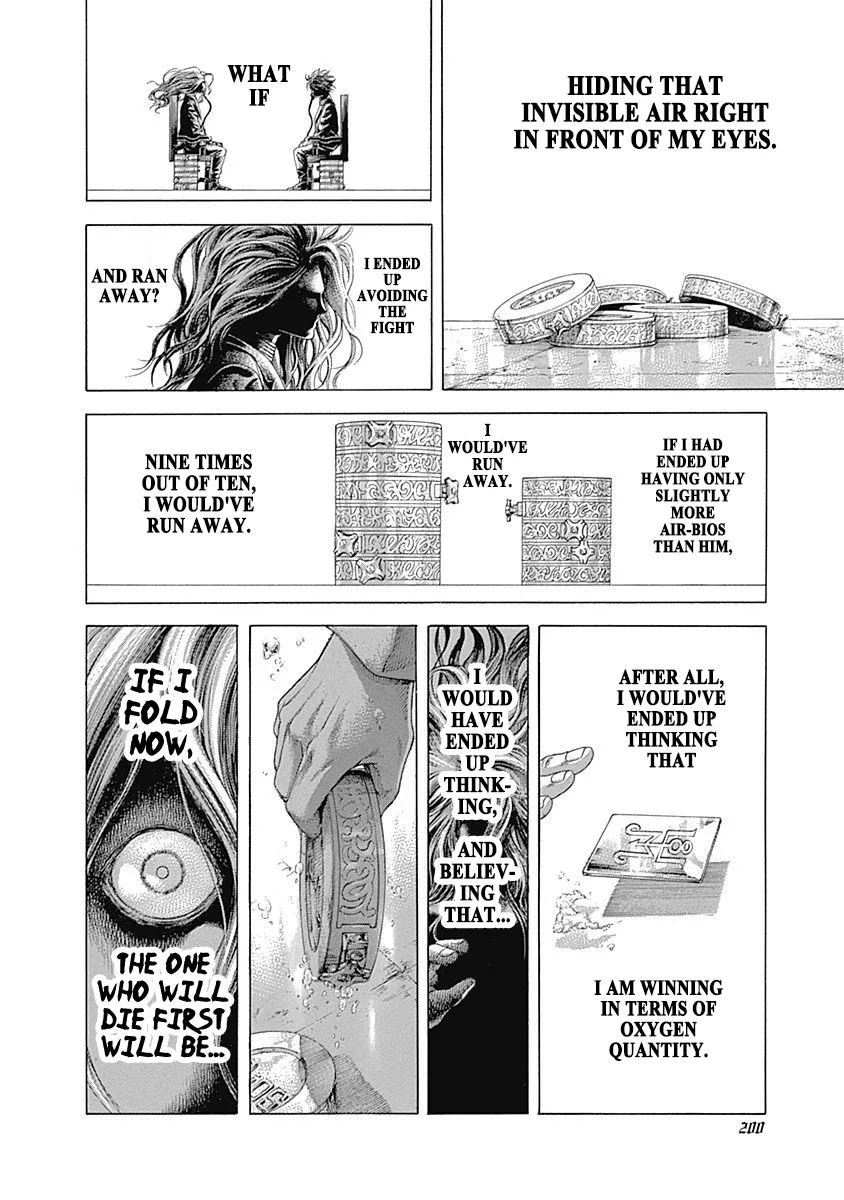 HIDING THAT
INVISIBLE AIR RIGHT
IN FRONT OF MY EYES.
WHAT
IF
I ENDED
UP
AVOIDING
THE
FIGHT
AND RAN
AWAY?
IF I HAD
ENDED UP
HAVING ONLY
SLIGHTLY
MORE
AIR-BIOS
THAN HIM,
I
WOULD'VE
RUN
AWAY.
NINE TIMES
OUT OF TEN,
I WOULD'VE
RUN AWAY.
AFTER ALL,
I WOULD'VE
ENDED UP
THINKING
THAT
I AM WINNING
IN TERMS OF
OXYGEN
QUANTITY.
I
WOULD
HAVE
ENDED
UP
THINK-
ING,
AND
BELIEV-
ING
THAT...
IF I
FOLD
NOW,
THE ONE
WHO WILL
DIE FIRST
WILL BE...
200